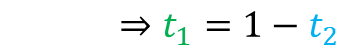 ⇒ t₁ = 1 − t₂